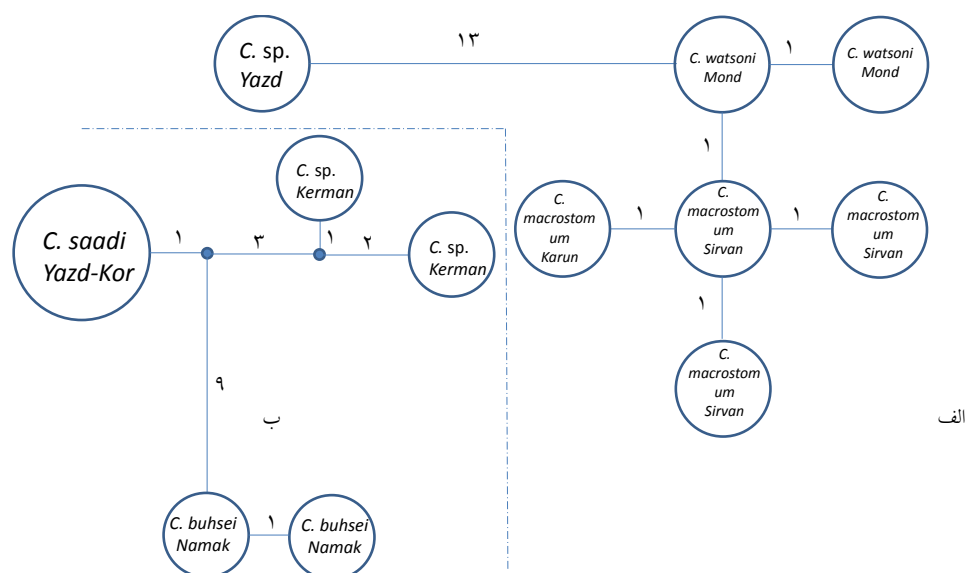 C. sp.
Yazd
۱۳
C. watsoni
Mond
۱
C. watsoni
Mond
۱
C. sp.
Kerman
C.
macrostom
um
Karun
۱
C.
macrostom
um
Sirvan
۱
C.
macrostom
um
Sirvan
C. saadi
Yazd-Kor
۱
۳
۱
۲
C. sp.
Kerman
۱
C.
macrostom
um
Sirvan
۹
ب
الف
C. buhsei
Namak
۱
C. buhsei
Namak